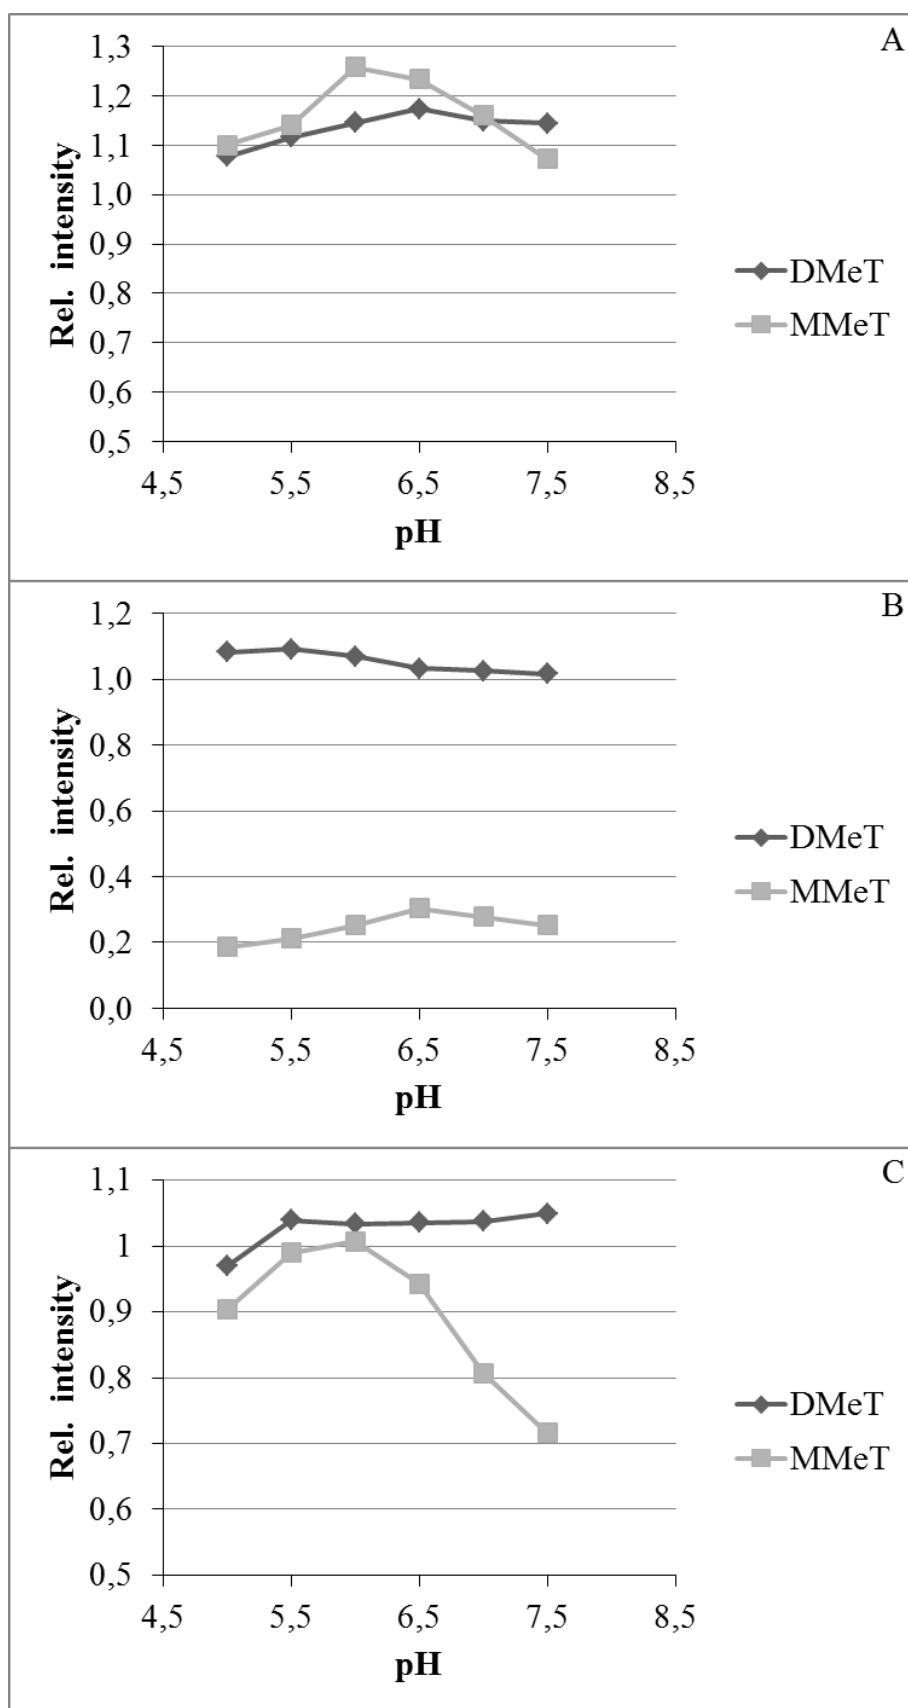 A
1,3
1,2
1,1
1,0
0,9
0,8
0,7
0,6
0,5
Rel. intensity
4,5 5,5 6,5 7,5 8,5
pH
DMeT
MMeT
B
1,2
1,0
0,8
0,6
0,4
0,2
0,0
Rel. intensity
4,5 5,5 6,5 7,5 8,5
pH
DMeT
MMeT
C
1,1
1
0,9
0,8
0,7
0,6
0,5
Rel. intensity
4,5 5,5 6,5 7,5 8,5
pH
DMeT
MMeT